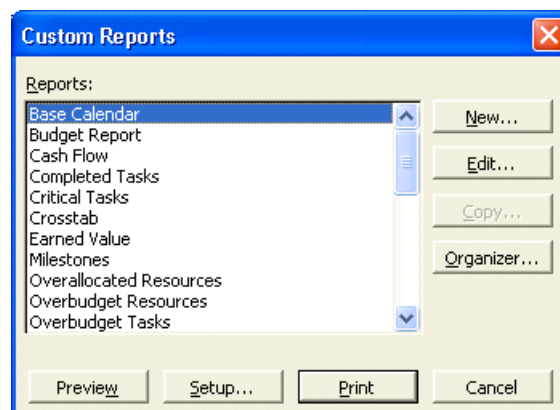 Custom Reports
Reports:
Base Calendar
Budget Report
Cash Flow
Completed Tasks
Critical Tasks
Crosstab
Earned Value
Milestones
Overallocated Resources
Overbudget Resources
Overbudget Tasks
New...
Edit...
Copy...
Organizer...
Preview
Setup...
Print
Cancel